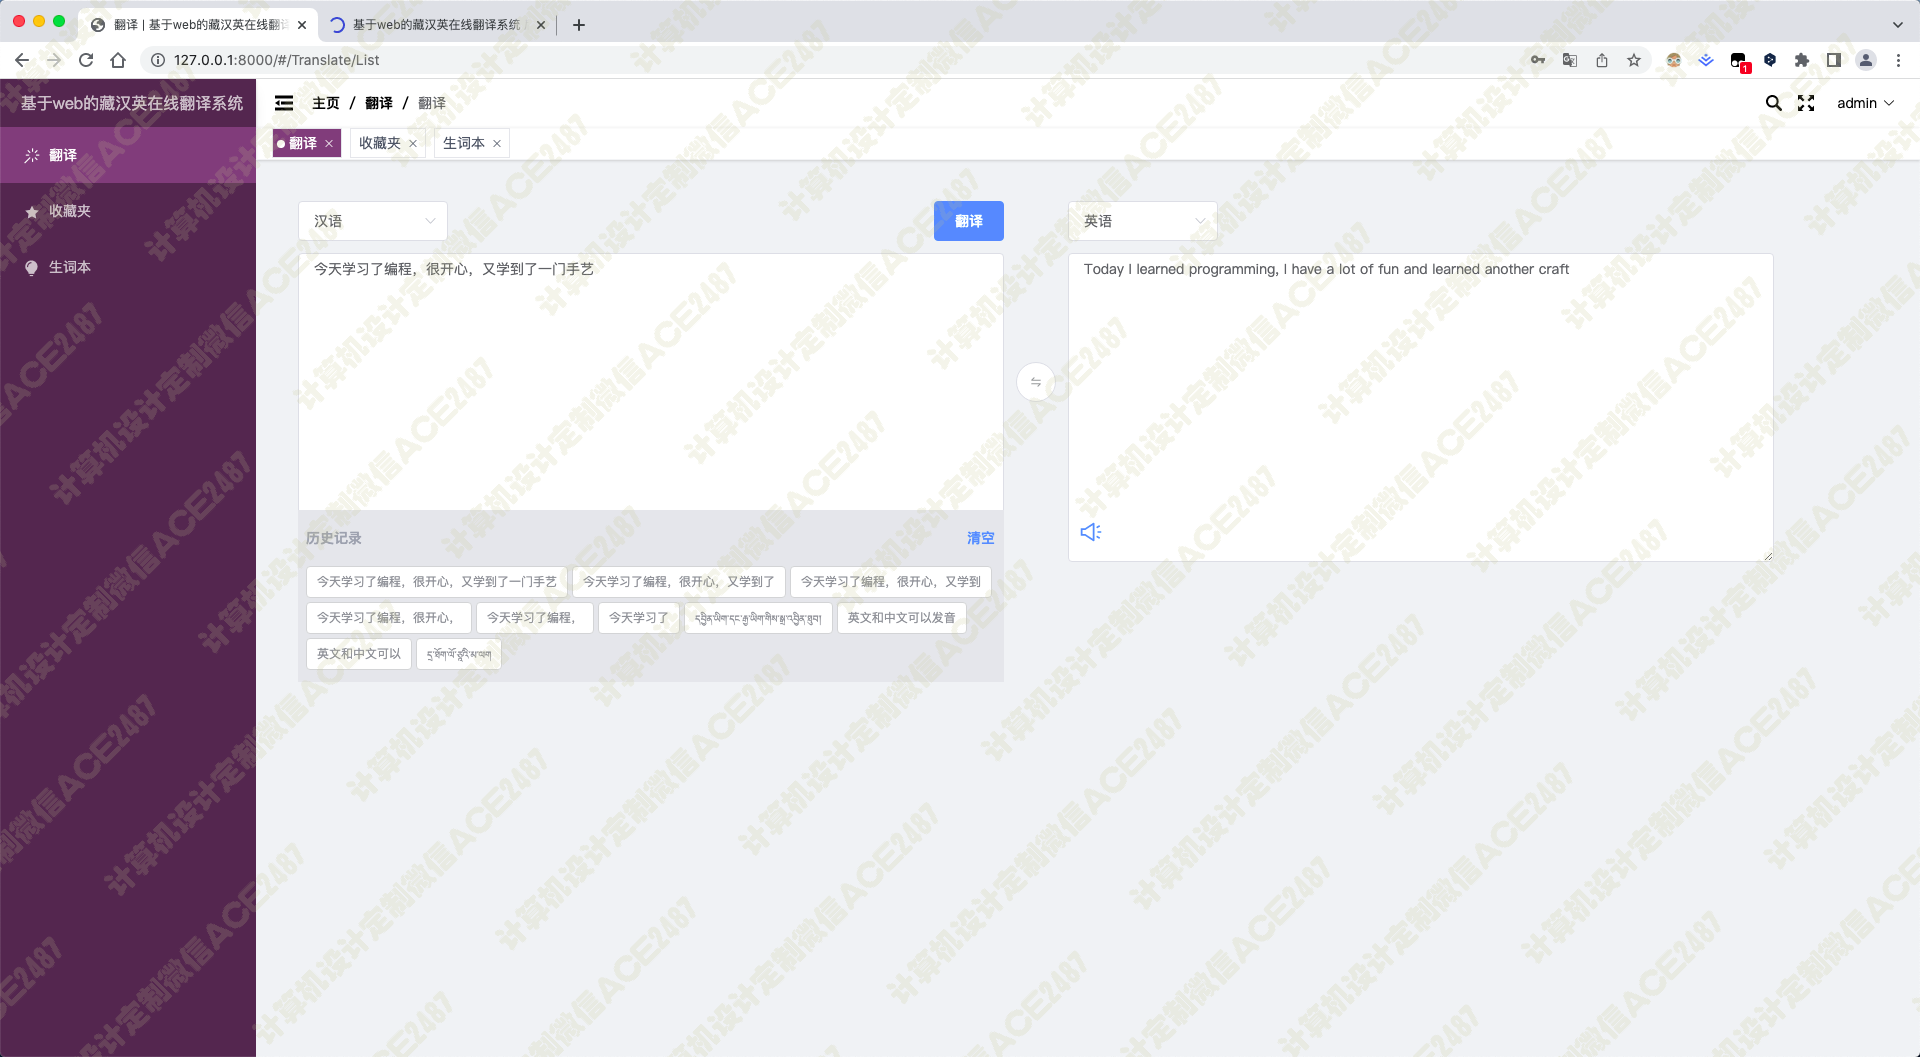 翻译 | 基于web的藏汉英在线翻译
基于web的藏汉英在线翻译系统
127.0.0.1:8000/#/Translate/List
1
基于web的藏汉英在线翻译系统
主页 / 翻译 / 翻译
admin
翻译
收藏夹
生词本
翻译
收藏夹
生词本
汉语
翻译
英语
今天学习了编程，很开心，又学到了一门手艺
Today I learned programming, I have a lot of fun and learned another craft
历史记录
清空
今天学习了编程，很开心，又学到了一门手艺
今天学习了编程，很开心，又学到了
今天学习了编程，很开心，又学到
今天学习了编程，很开心，
今天学习了编程，
今天学习了
དབྱིན་ཡིག་དང་རྒྱ་ཡིག་གིས་སྒྲ་འབྱིན་ཐུབ།
英文和中文可以发音
英文和中文可以
计算机设计定制微信ACE2487